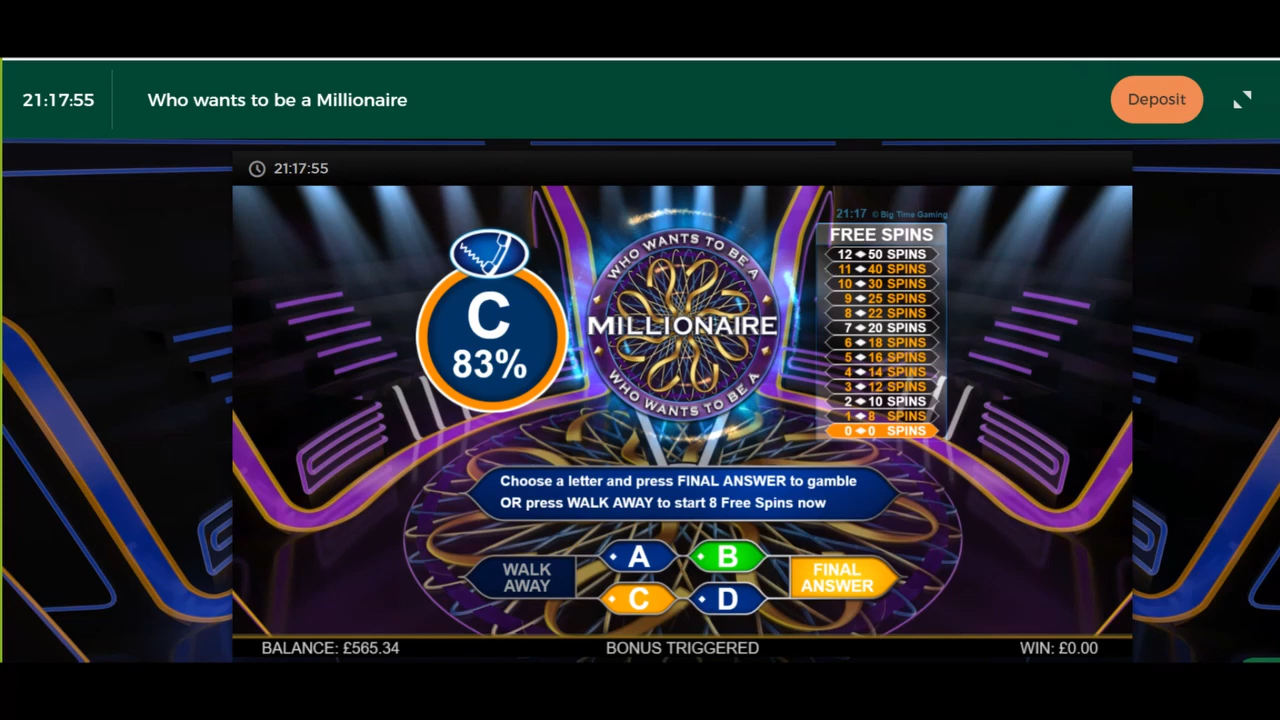 21:17:55
Who wants to be a Millionaire
Deposit
21:17:55
21:17 © Big Time Gaming
FREE SPINS
12 50 SPINS
11 40 SPINS
10 30 SPINS
9 25 SPINS
8 22 SPINS
7 20 SPINS
6 18 SPINS
5 16 SPINS
4 14 SPINS
3 12 SPINS
2 10 SPINS
1 8 SPINS
0 0 SPINS
C
83%
WHO WANTS TO BE A
MILLIONAIRE
WHO WANTS TO BE A
Choose a letter and press FINAL ANSWER to gamble
OR press WALK AWAY to start 8 Free Spins now
WALK
AWAY
A
B
C
D
FINAL
ANSWER
BALANCE: £565.34
BONUS TRIGGERED
WIN: £0.00